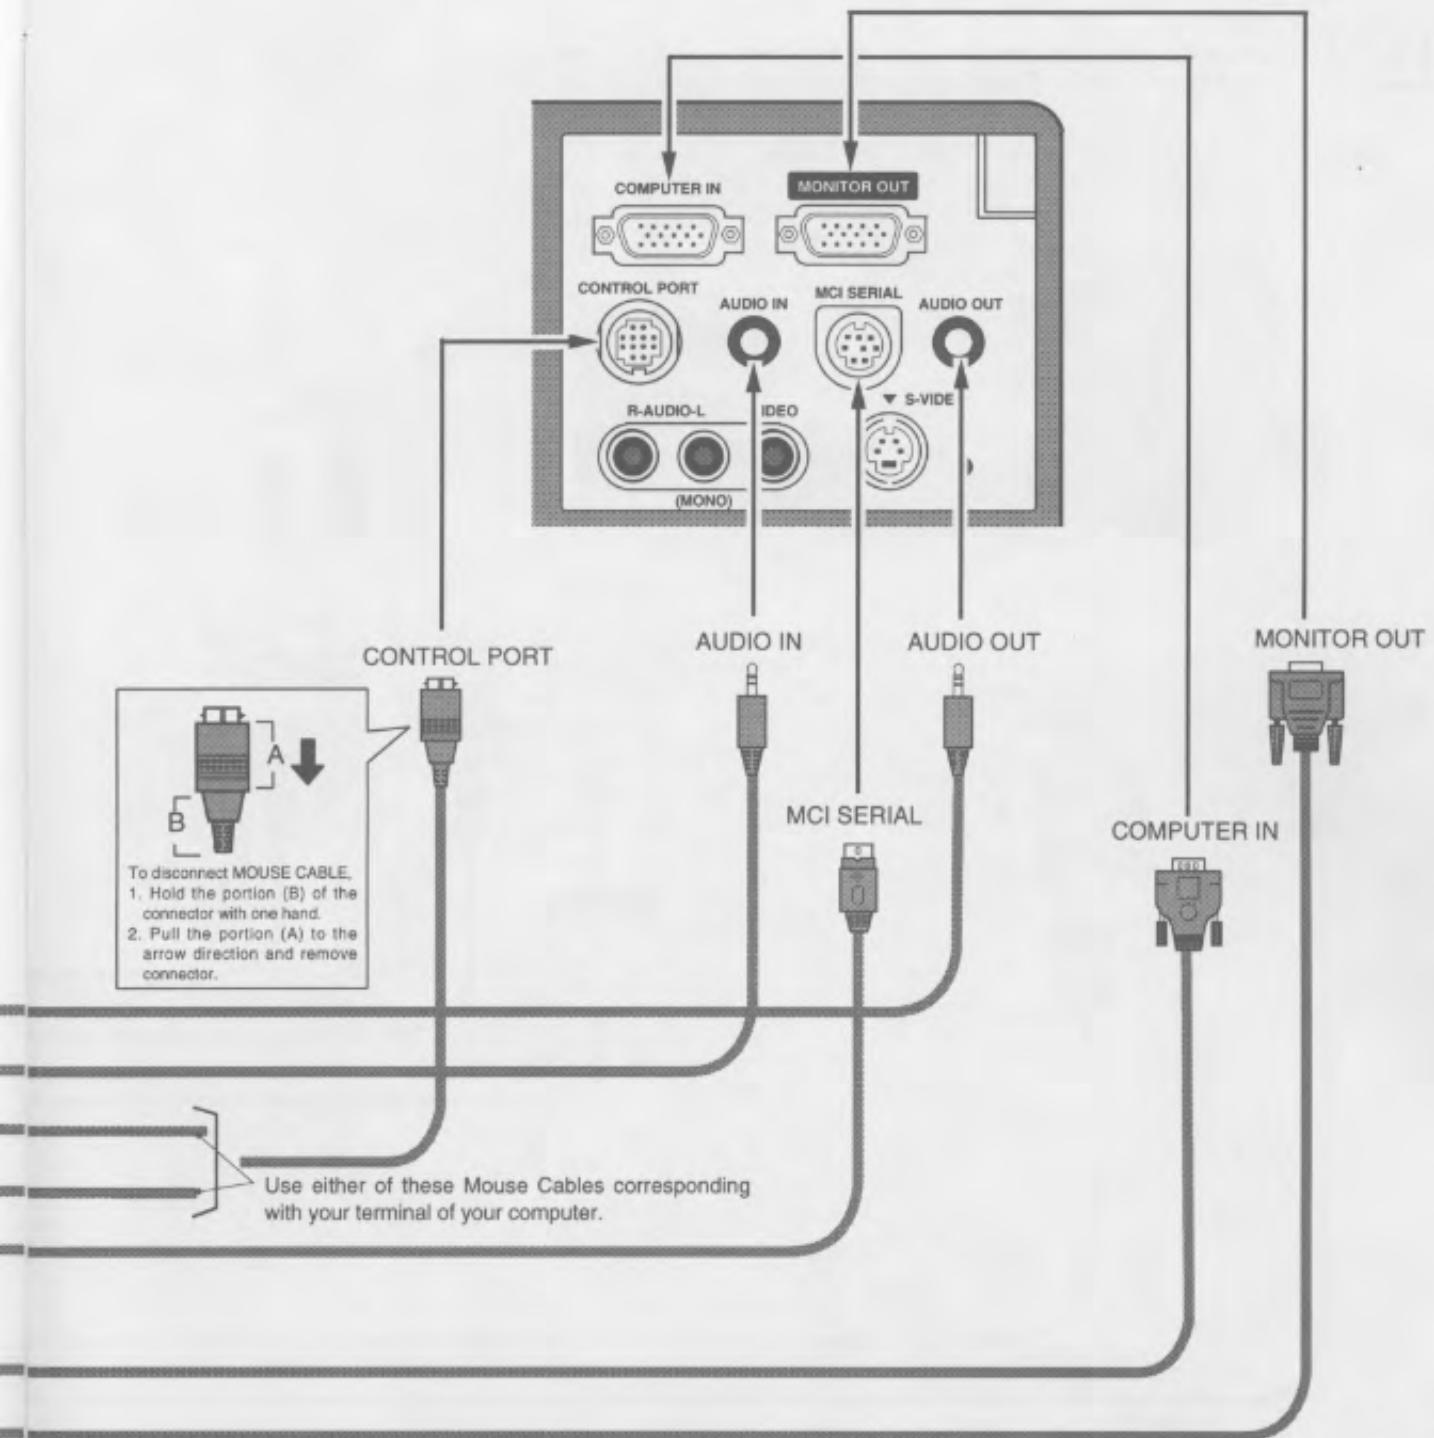 COMPUTER IN
MONITOR OUT
CONTROL PORT
AUDIO IN
MCI SERIAL
AUDIO OUT
R-AUDIO-L
IDEO
S-VIDE
(MONO)
CONTROL PORT
AUDIO IN
AUDIO OUT
MONITOR OUT
A
B
To disconnect MOUSE CABLE,
1. Hold the portion (B) of the
connector with one hand.
2. Pull the portion (A) to the
arrow direction and remove
connector.
MCI SERIAL
COMPUTER IN
Use either of these Mouse Cables corresponding
with your terminal of your computer.